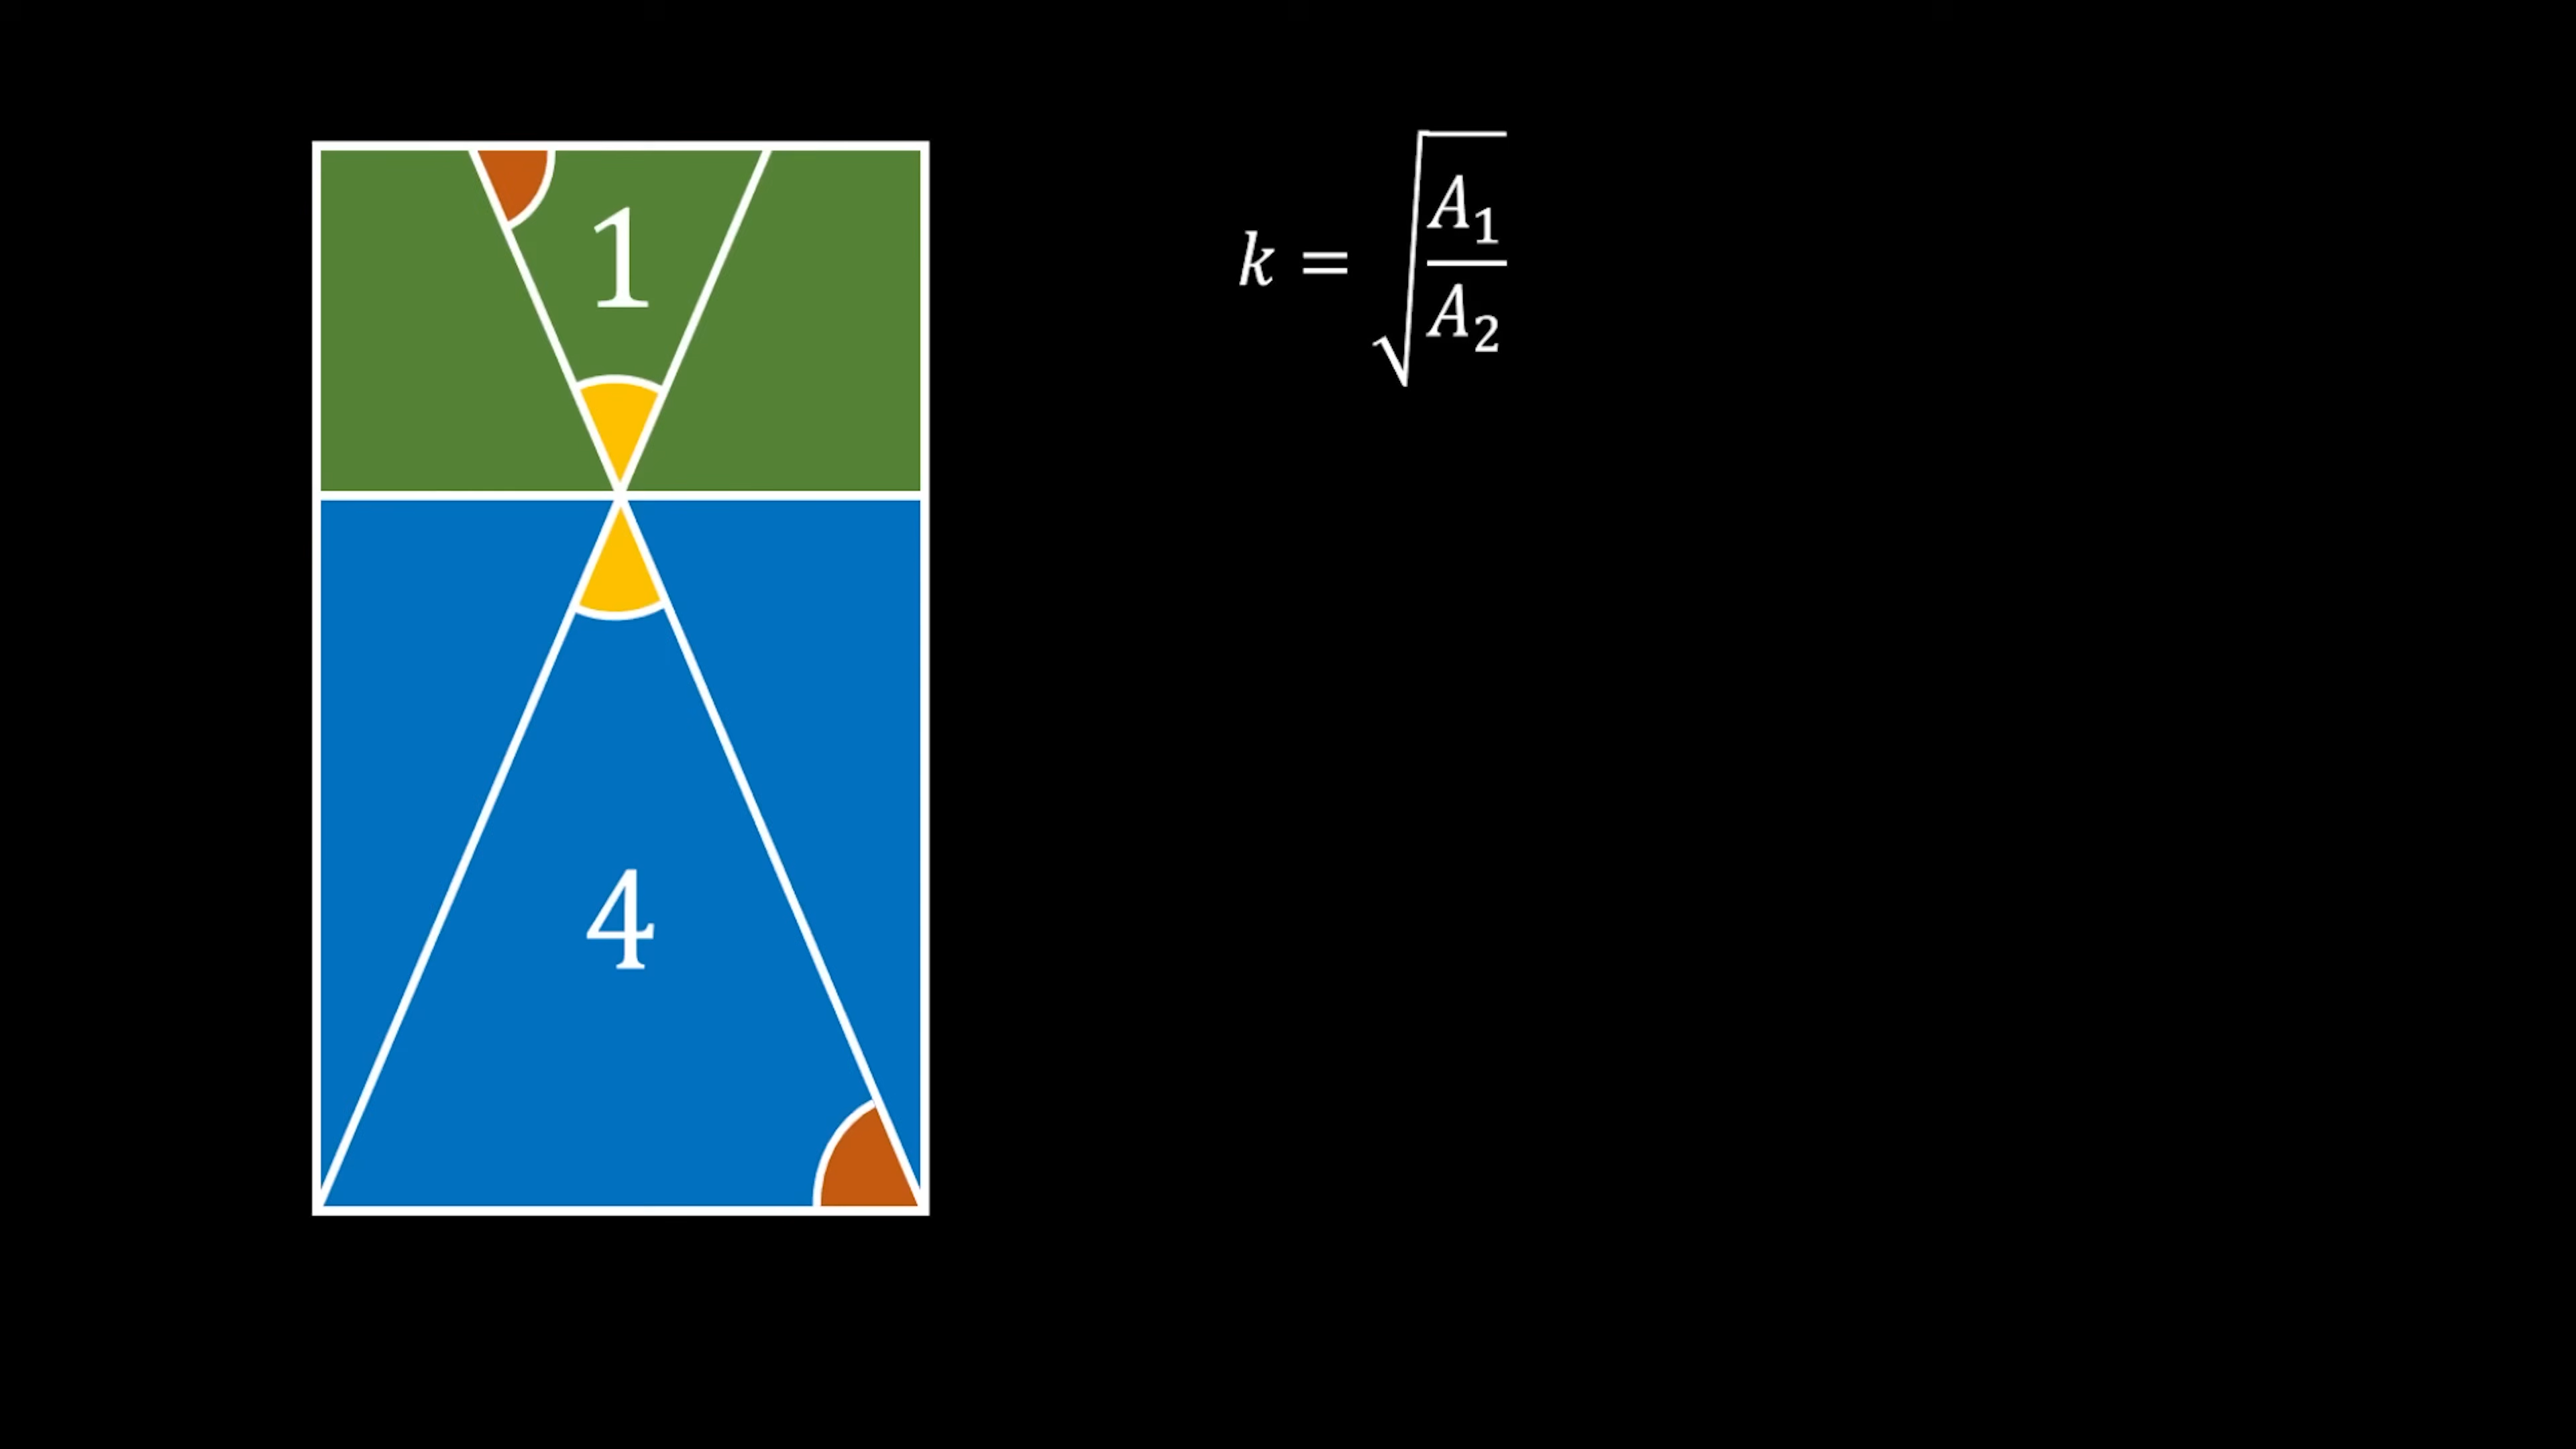 1
4
k = √(A₁/A₂)